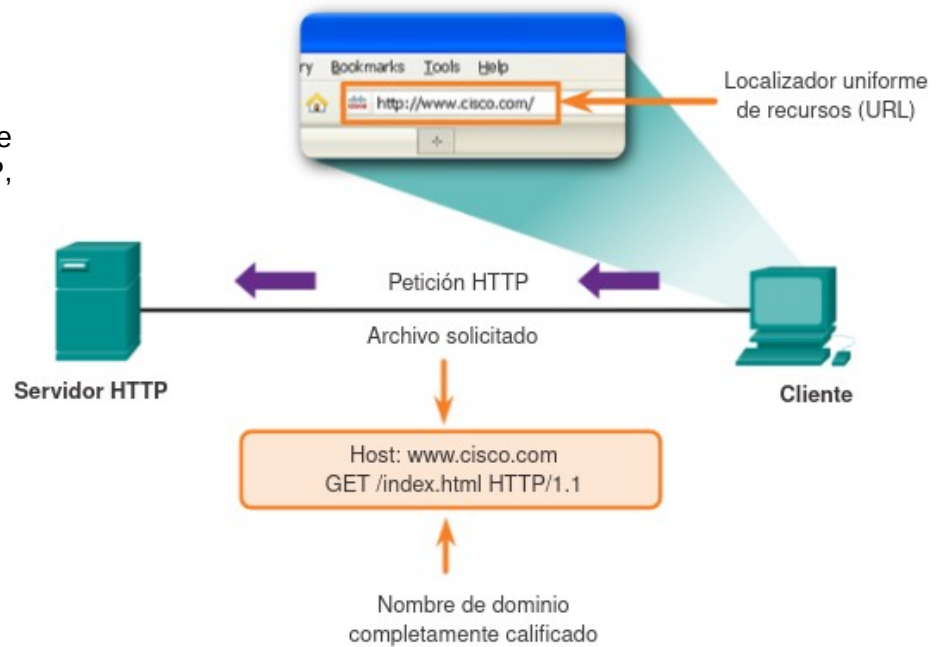 ry Bookmarks Tools Help
http://www.cisco.com/
Localizador uniforme
de recursos (URL)
e
,
Petición HTTP
Archivo solicitado
Servidor HTTP
Cliente
Host: www.cisco.com
GET /index.html HTTP/1.1
Nombre de dominio
completamente calificado